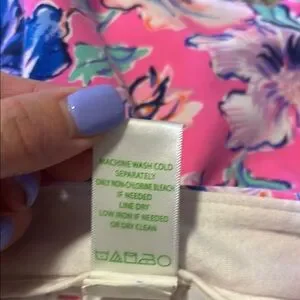 MACHINE WASH COLD
SEPARATELY
ONLY NON-CHLORINE BLEACH
IF NEEDED
LINE DRY
LOW IRON IF NEEDED
OR DRY CLEAN